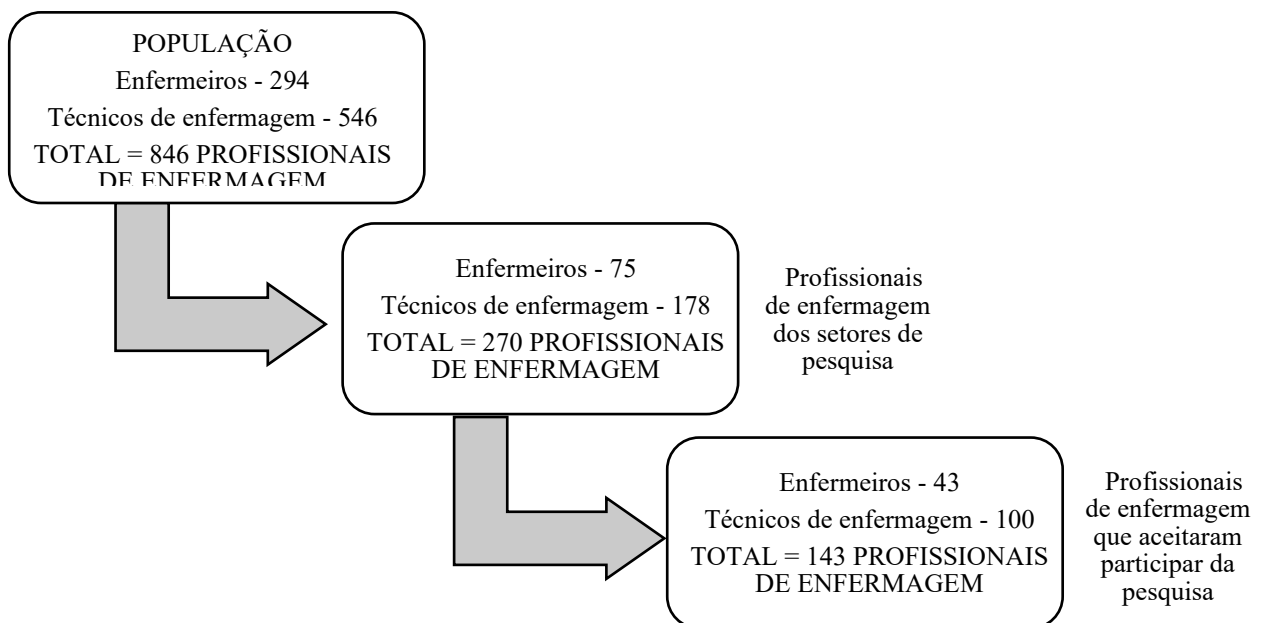 POPULAÇÃO
Enfermeiros - 294
Técnicos de enfermagem - 546
TOTAL = 846 PROFISSIONAIS
DE ENFERMAGEM
Enfermeiros - 75
Técnicos de enfermagem - 178
TOTAL = 270 PROFISSIONAIS
DE ENFERMAGEM
Profissionais
de enfermagem
dos setores de
pesquisa
Enfermeiros - 43
Técnicos de enfermagem - 100
TOTAL = 143 PROFISSIONAIS
DE ENFERMAGEM
Profissionais
de enfermagem
que aceitaram
participar da
pesquisa